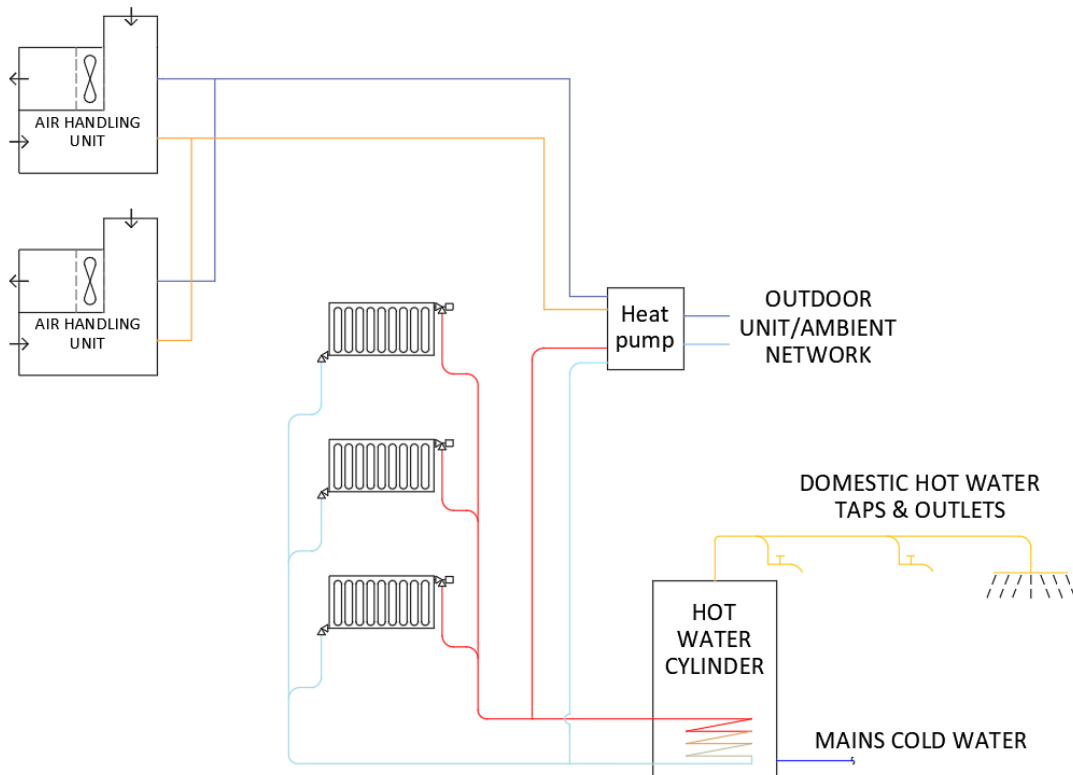 AIR HANDLING
UNIT
AIR HANDLING
UNIT
Heat
pump
OUTDOOR
UNIT/AMBIENT
NETWORK
DOMESTIC HOT WATER
TAPS & OUTLETS
HOT
WATER
CYLINDER
MAINS COLD WATER